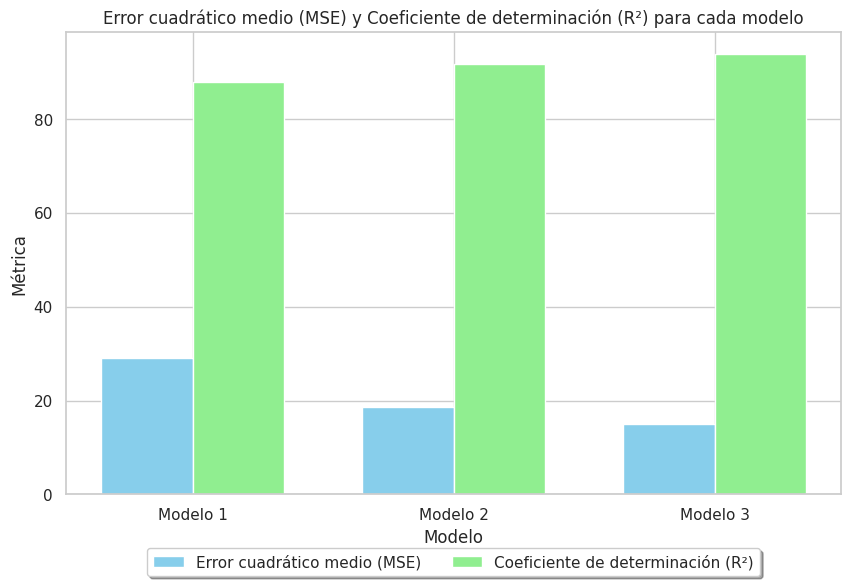 Error cuadrático medio (MSE) y Coeficiente de determinación (R²) para cada modelo
Métrica
80
60
40
20
0
Modelo 1 Modelo 2 Modelo 3
Modelo
Error cuadrático medio (MSE) Coeficiente de determinación (R²)